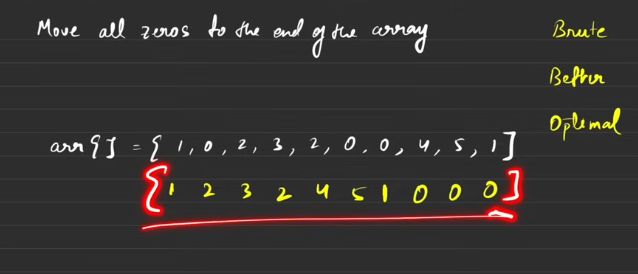 Move all zeros to the end of the array
Brute
Better
Optimal
arr[] = { 1, 0, 2, 3, 2, 0, 0, 4, 5, 1 ]
{ 1 2 3 2 4 5 1 0 0 0 ]